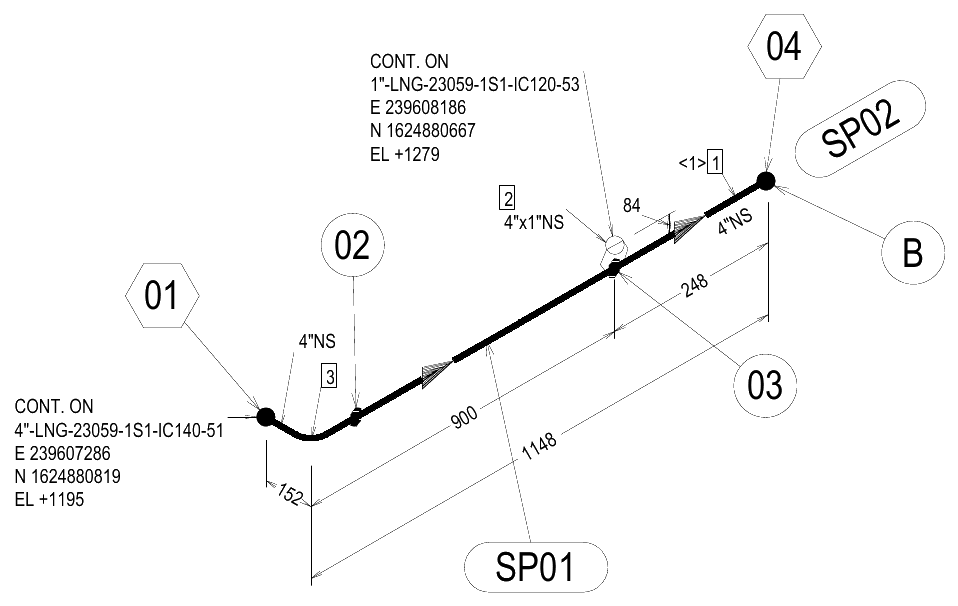 04
CONT. ON
1"-LNG-23059-1S1-IC120-53
E 239608186
N 1624880667
EL +1279
SP02
<1> 1
2
4"x1"NS
84
4"NS
02
B
01
248
4"NS
3
03
CONT. ON
4"-LNG-23059-1S1-IC140-51
E 239607286
N 1624880819
EL +1195
900
1148
152
SP01